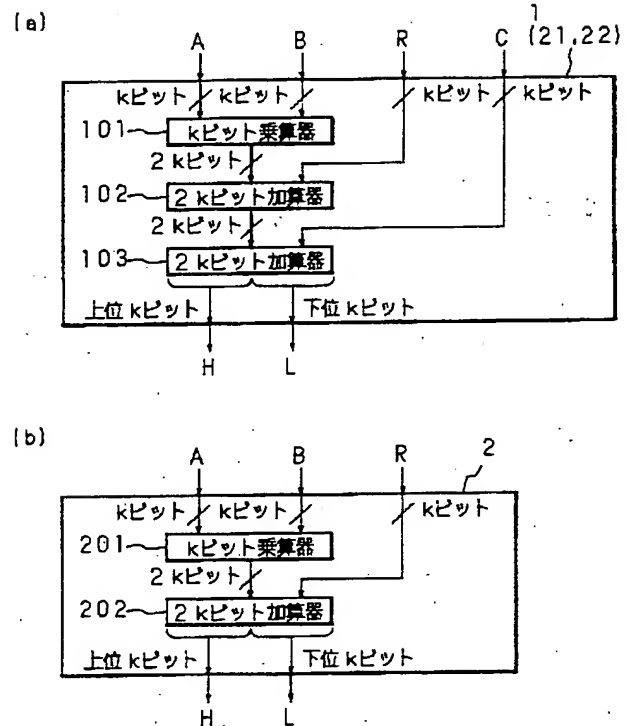 (a)
1
(21,22)
A B R C
kビット kビット kビット kビット
101 kビット乗算器
2kビット
102 2kビット加算器
2kビット
103 2kビット加算器
上位kビット 下位kビット
H L
(b)
2
A B R
kビット kビット kビット
201 kビット乗算器
2kビット
202 2kビット加算器
上位kビット 下位kビット
H L